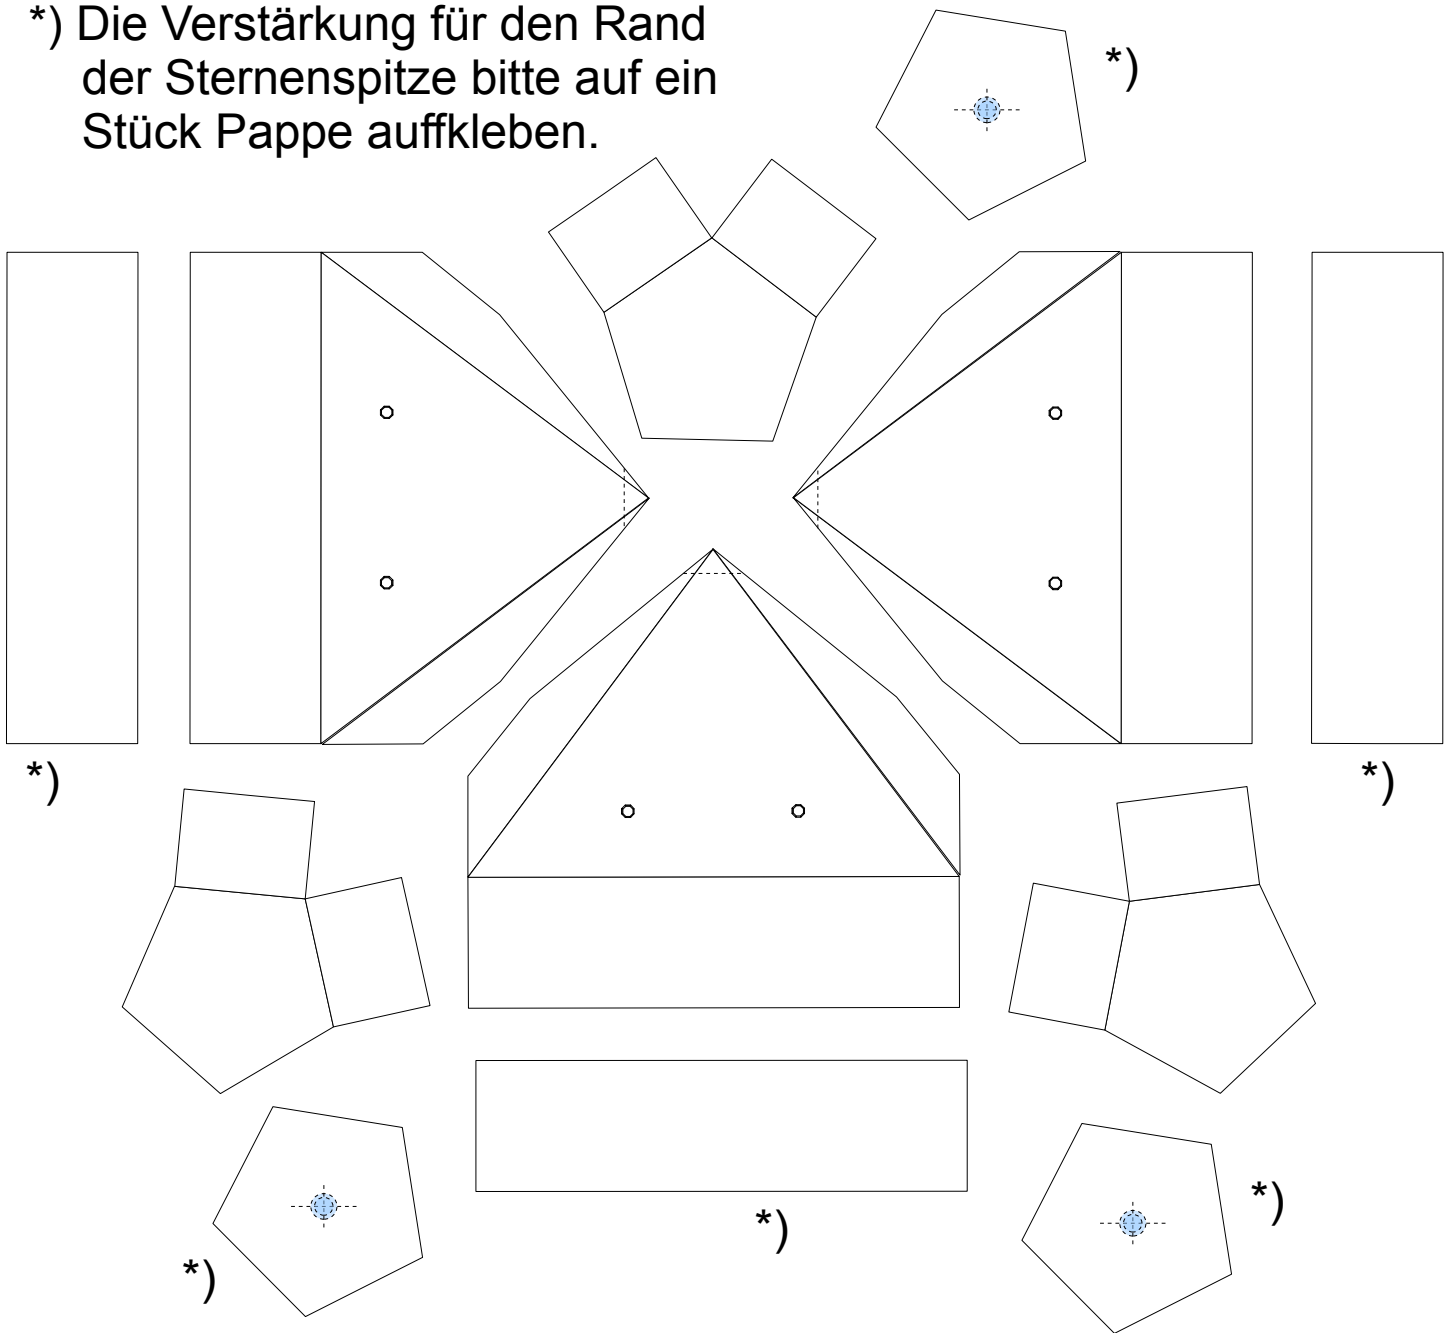 *) Die Verstärkung für den Rand
der Sternenspitze bitte auf ein
Stück Pappe auffkleben.
*)
*)
*)
*)
*)
*)